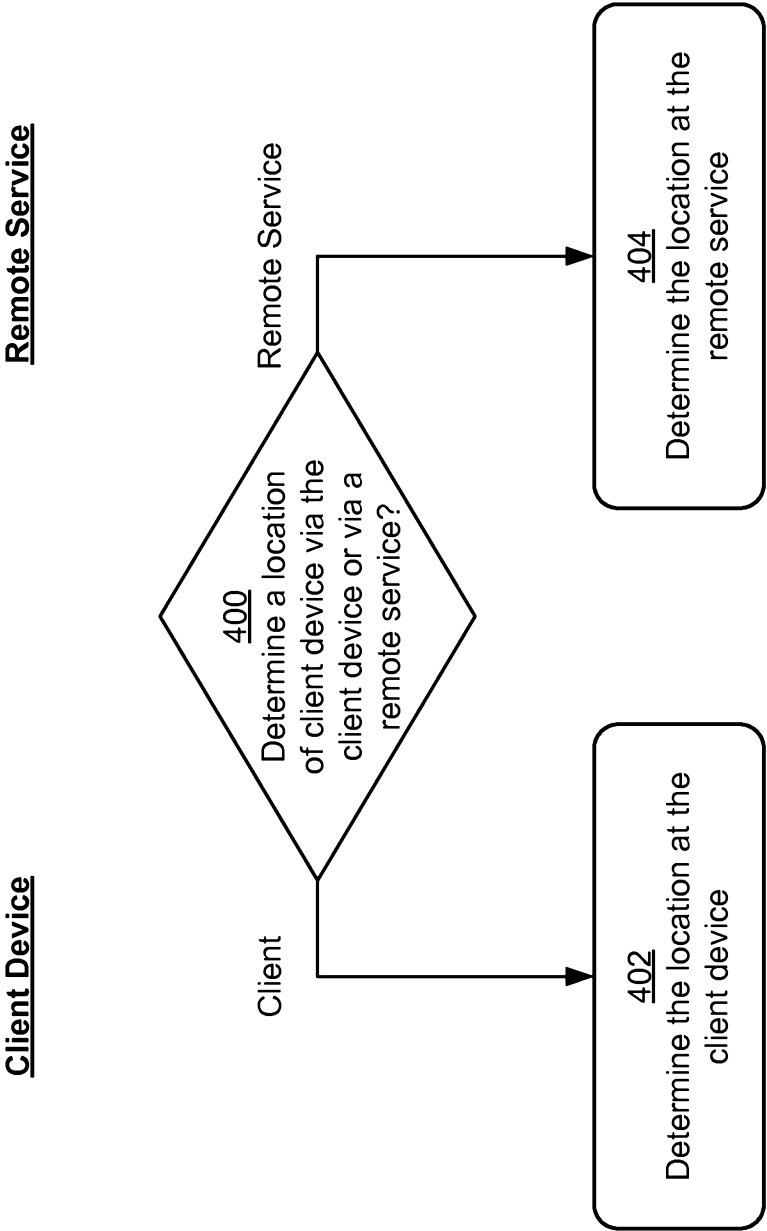 Client Device
Remote Service
400
Determine a location
of client device via the
client device or via a
remote service?
Client
Remote Service
402
Determine the location at the
client device
404
Determine the location at the
remote service